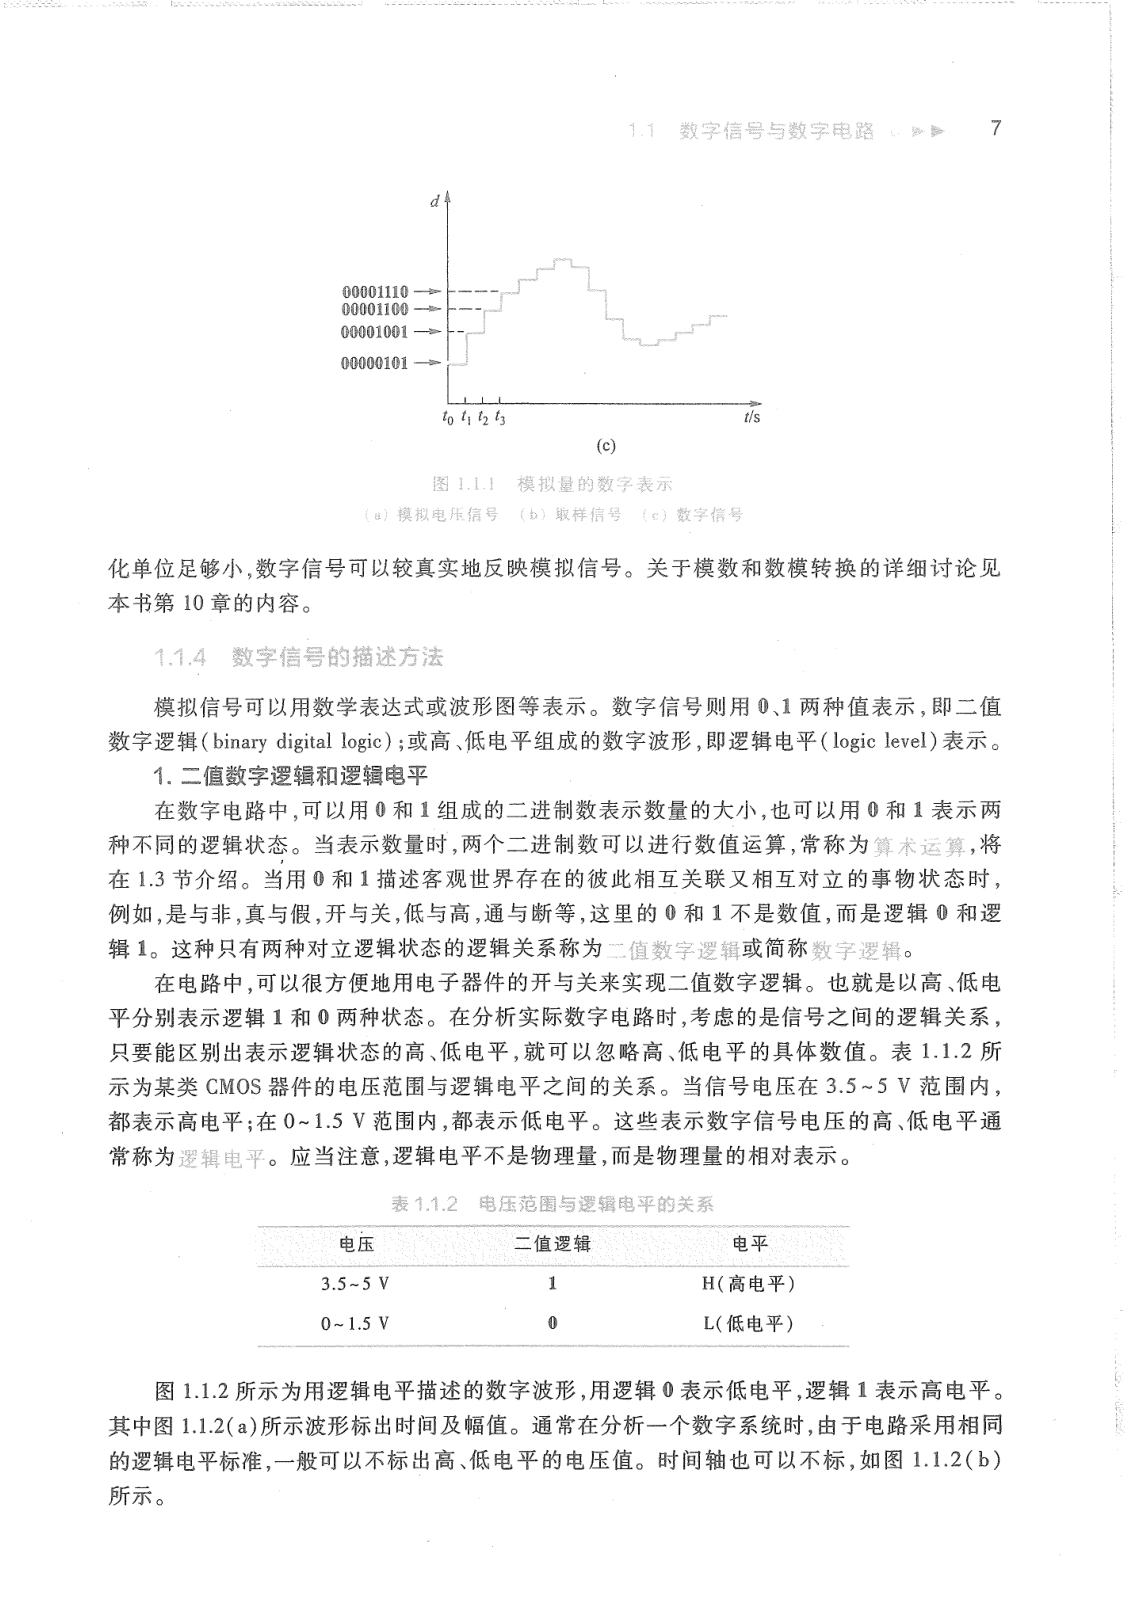 1.1 数字信号与数字电路 7
d
00001110
00001100
00001001
00000101
t0 t1 t2 t3 t/s
(c)
图 1.1.1 模拟量的数字表示
(a) 模拟电压信号 (b) 取样信号 (c) 数字信号
化单位足够小,数字信号可以较真实地反映模拟信号。关于模数和数模转换的详细讨论见
本书第 10 章的内容。
1.1.4 数字信号的描述方法
模拟信号可以用数学表达式或波形图等表示。数字信号则用 0、1 两种值表示,即二值
数字逻辑(binary digital logic);或高、低电平组成的数字波形,即逻辑电平(logic level)表示。
1. 二值数字逻辑和逻辑电平
在数字电路中,可以用 0 和 1 组成的二进制数表示数量的大小,也可以用 0 和 1 表示两
种不同的逻辑状态。当表示数量时,两个二进制数可以进行数值运算,常称为算术运算,将
在 1.3 节介绍。当用 0 和 1 描述客观世界存在的彼此相互关联又相互对立的事物状态时,
例如,是与非,真与假,开与关,低与高,通与断等,这里的 0 和 1 不是数值,而是逻辑 0 和逻
辑 1。这种只有两种对立逻辑状态的逻辑关系称为二值数字逻辑或简称数字逻辑。
在电路中,可以很方便地用电子器件的开与关来实现二值数字逻辑。也就是以高、低电
平分别表示逻辑 1 和 0 两种状态。在分析实际数字电路时,考虑的是信号之间的逻辑关系,
只要能区别出表示逻辑状态的高、低电平,就可以忽略高、低电平的具体数值。表 1.1.2 所
示为某类 CMOS 器件的电压范围与逻辑电平之间的关系。当信号电压在 3.5~5 V 范围内,
都表示高电平;在 0~1.5 V 范围内,都表示低电平。这些表示数字信号电压的高、低电平通
常称为逻辑电平。应当注意,逻辑电平不是物理量,而是物理量的相对表示。
表 1.1.2 电压范围与逻辑电平的关系
电压 二值逻辑 电平
3.5~5 V 1 H(高电平)
0~1.5 V 0 L(低电平)
图 1.1.2 所示为用逻辑电平描述的数字波形,用逻辑 0 表示低电平,逻辑 1 表示高电平。
其中图 1.1.2(a)所示波形标出时间及幅值。通常在分析一个数字系统时,由于电路采用相同
的逻辑电平标准,一般可以不标出高、低电平的电压值。时间轴也可以不标,如图 1.1.2(b)
所示。